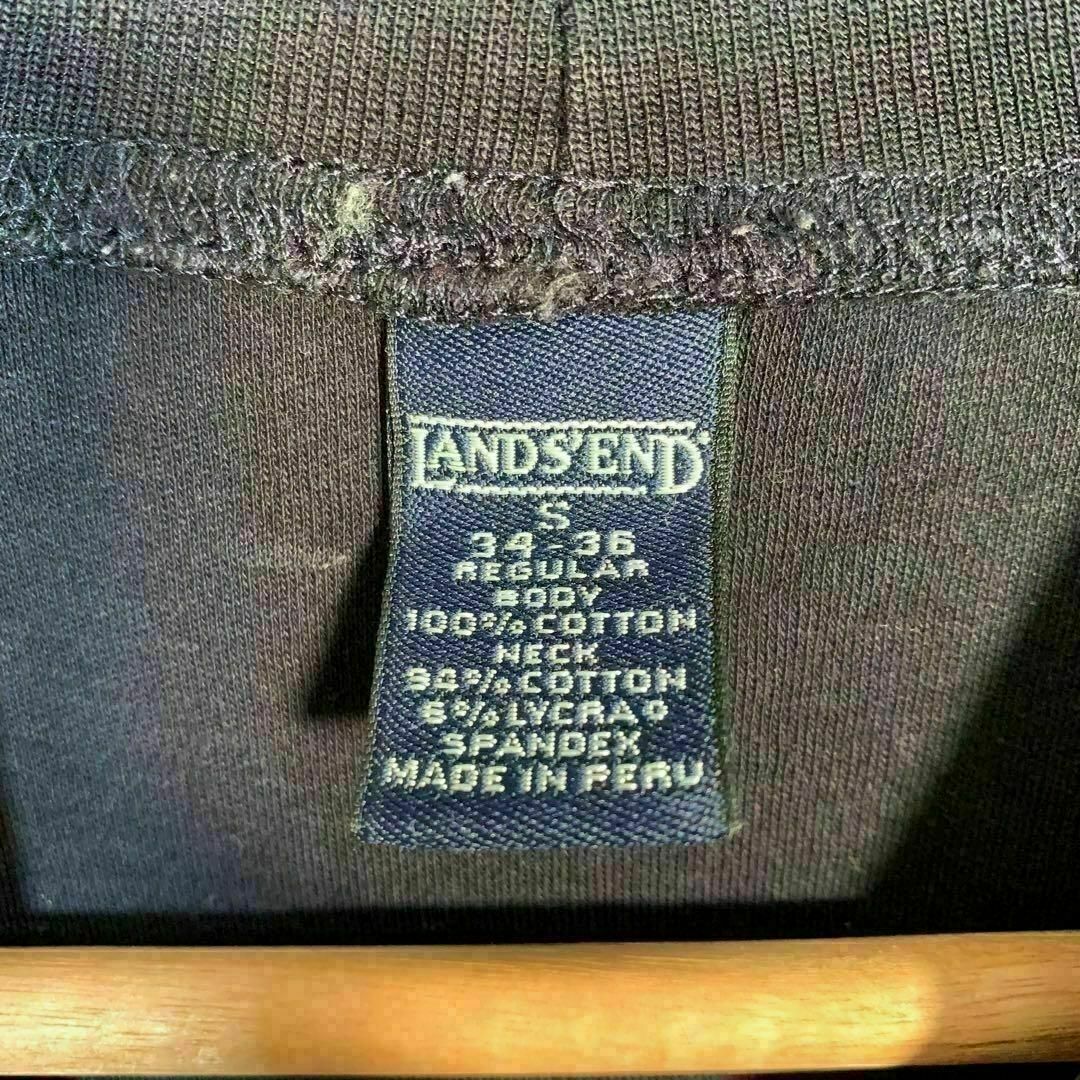 LANDS' END
S
34-36
REGULAR
BODY
100% COTTON
NECK
94% COTTON
6% LYCRA®
SPANDEX
MADE IN PERU